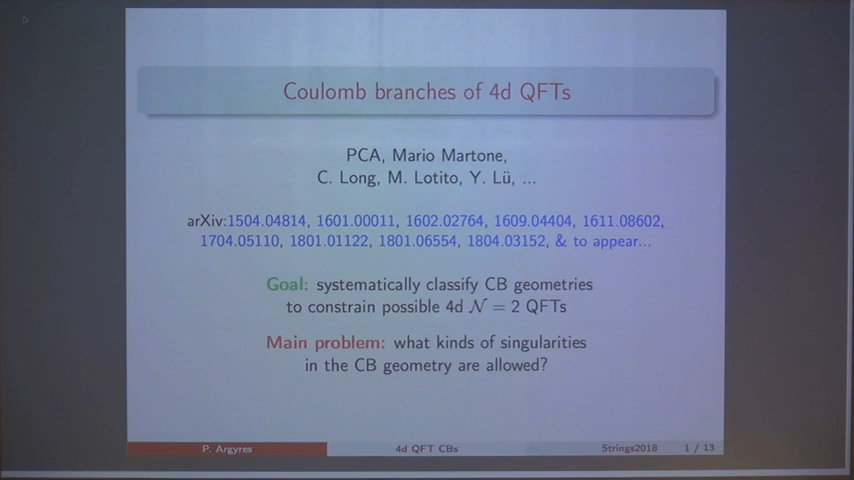 Coulomb branches of 4d QFTs
PCA, Mario Martone,
C. Long, M. Lotito, Y. Lü, ...
arXiv:1504.04814, 1601.00011, 1602.02764, 1609.04404, 1611.08602,
1704.05110, 1801.01122, 1801.06554, 1804.03152, & to appear...
Goal: systematically classify CB geometries
to constrain possible 4d 𝒩 = 2 QFTs
Main problem: what kinds of singularities
in the CB geometry are allowed?
P. Argyres 4d QFT CBs Strings2018 1 / 13